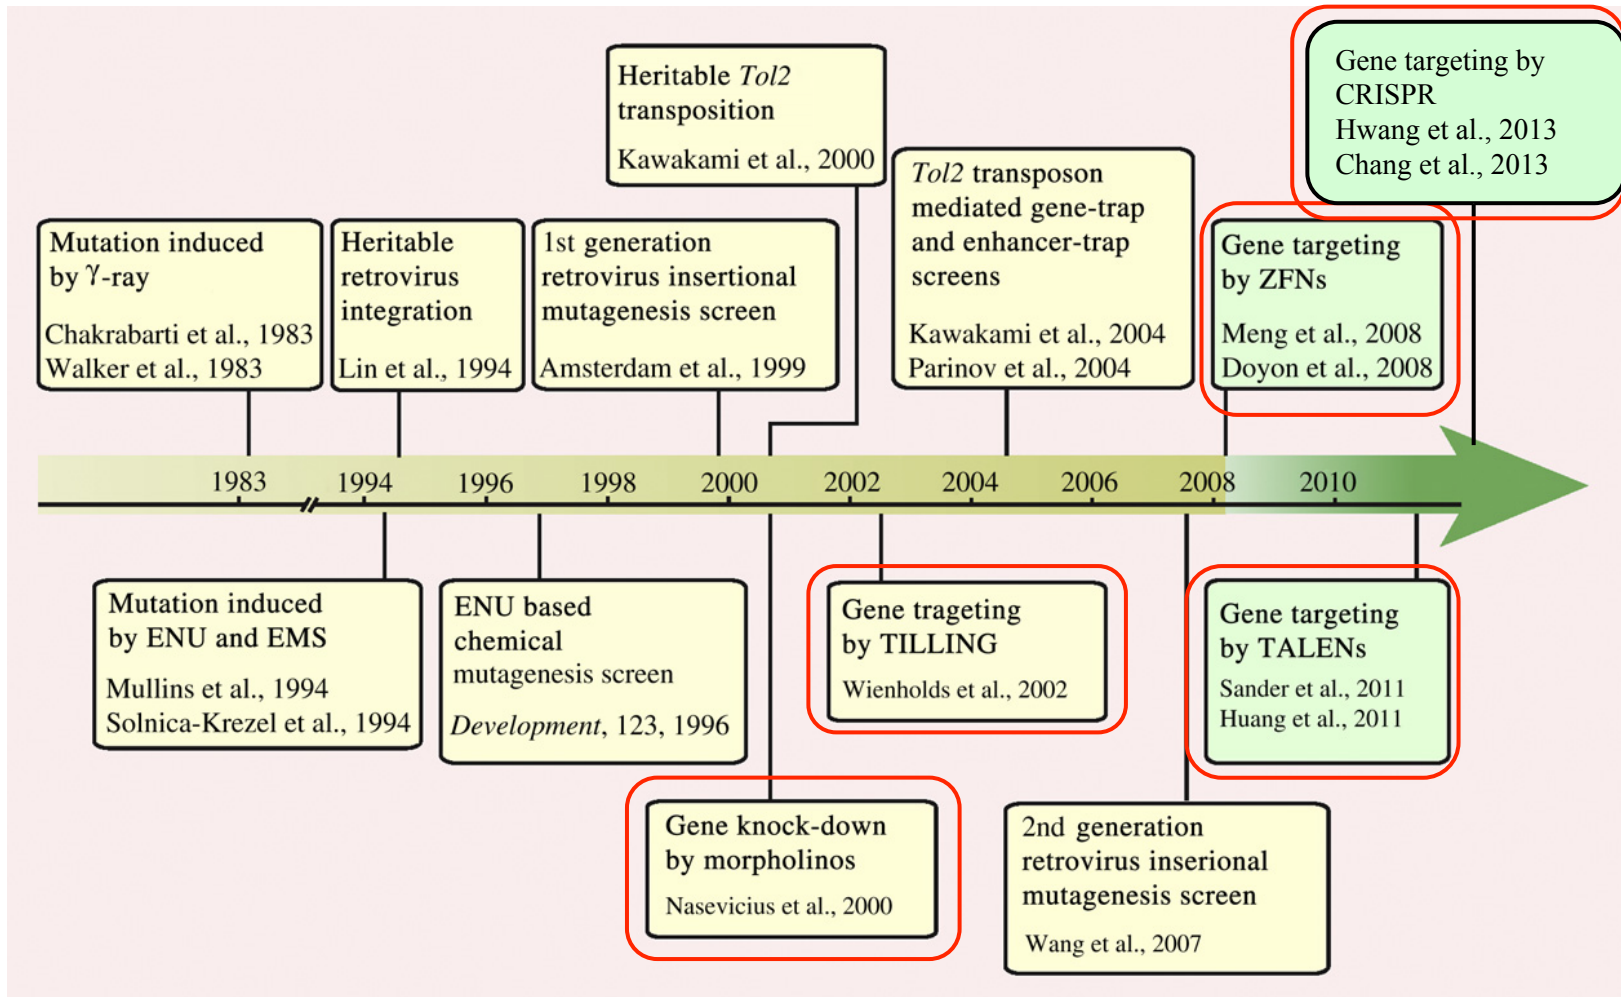 Gene targeting by
CRISPR
Hwang et al., 2013
Chang et al., 2013
Heritable Tol2
transposition
Kawakami et al., 2000
Tol2 transposon
mediated gene-trap
and enhancer-trap
screens
Kawakami et al., 2004
Parinov et al., 2004
Mutation induced
by γ-ray
Chakrabarti et al., 1983
Walker et al., 1983
Heritable
retrovirus
integration
Lin et al., 1994
1st generation
retrovirus insertional
mutagenesis screen
Amsterdam et al., 1999
Gene targeting
by ZFNs
Meng et al., 2008
Doyon et al., 2008
1983 1994 1996 1998 2000 2002 2004 2006 2008 2010
Mutation induced
by ENU and EMS
Mullins et al., 1994
Solnica-Krezel et al., 1994
ENU based
chemical
mutagenesis screen
Development, 123, 1996
Gene trageting
by TILLING
Wienholds et al., 2002
Gene targeting
by TALENs
Sander et al., 2011
Huang et al., 2011
Gene knock-down
by morpholinos
Nasevicius et al., 2000
2nd generation
retrovirus inserional
mutagenesis screen
Wang et al., 2007